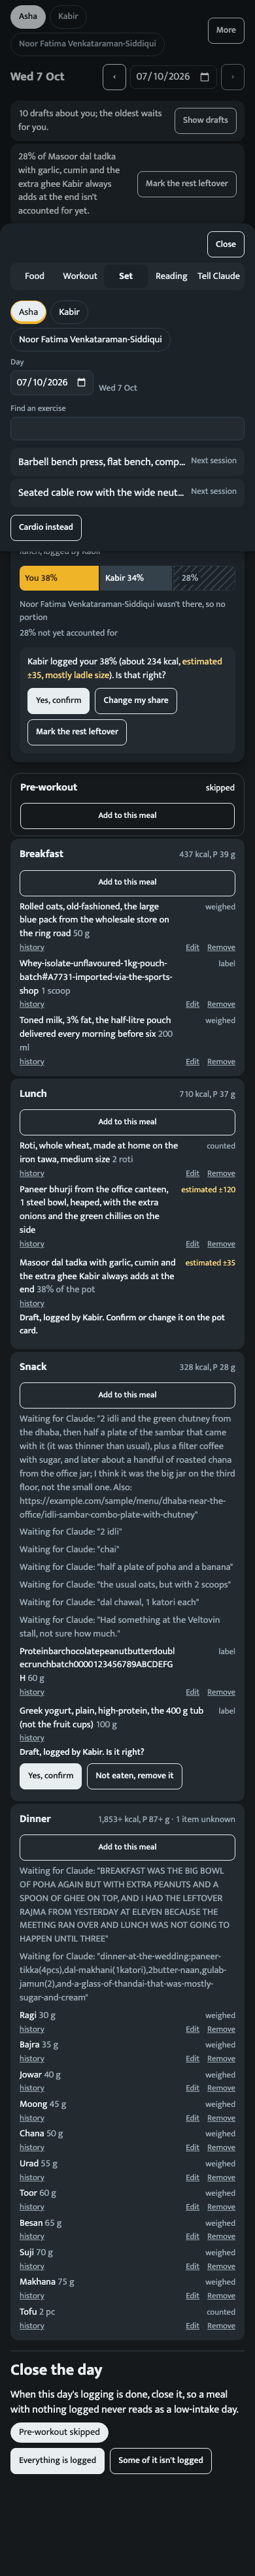 Asha Kabir
Noor Fatima Venkataraman-Siddiqui
More
Wed 7 Oct
‹ 07/10/2026 ›
10 drafts about you; the oldest waits
for you.
Show drafts
28% of Masoor dal tadka
with garlic, cumin and the
extra ghee Kabir always
adds at the end isn't
accounted for yet.
Mark the rest leftover
Close
Food Workout Set Reading Tell Claude
Asha Kabir
Noor Fatima Venkataraman-Siddiqui
Day
07/10/2026 Wed 7 Oct
Find an exercise
Barbell bench press, flat bench, comp... Next session
Seated cable row with the wide neut... Next session
Cardio instead
lunch, logged by Kabir
You 38% Kabir 34% 28%
Noor Fatima Venkataraman-Siddiqui wasn't there, so no
portion
28% not yet accounted for
Kabir logged your 38% (about 234 kcal, estimated
±35, mostly ladle size). Is that right?
Yes, confirm Change my share
Mark the rest leftover
Pre-workout skipped
Add to this meal
Breakfast 437 kcal, P 39 g
Add to this meal
Rolled oats, old-fashioned, the large weighed
blue pack from the wholesale store on
the ring road 50 g
history Edit Remove
Whey-isolate-unflavoured-1kg-pouch- label
batch#A7731-imported-via-the-sports-
shop 1 scoop
history Edit Remove
Toned milk, 3% fat, the half-litre pouch weighed
delivered every morning before six 200
ml
history Edit Remove
Lunch 710 kcal, P 37 g
Add to this meal
Roti, whole wheat, made at home on the counted
iron tawa, medium size 2 roti
history Edit Remove
Paneer bhurji from the office canteen, estimated ±120
1 steel bowl, heaped, with the extra
onions and the green chillies on the
side
history Edit Remove
Masoor dal tadka with garlic, cumin and estimated ±35
the extra ghee Kabir always adds at the
end 38% of the pot
history
Draft, logged by Kabir. Confirm or change it on the pot
card.
Snack 328 kcal, P 28 g
Add to this meal
Waiting for Claude: "2 idli and the green chutney from
the dhaba, then half a plate of the sambar that came
with it (it was thinner than usual), plus a filter coffee
with sugar, and later about a handful of roasted chana
from the office jar; I think it was the big jar on the third
floor, not the small one. Also:
https://example.com/sample/menu/dhaba-near-the-
office/idli-sambar-combo-plate-with-chutney"
Waiting for Claude: "2 idli"
Waiting for Claude: "chai"
Waiting for Claude: "half a plate of poha and a banana"
Waiting for Claude: "the usual oats, but with 2 scoops"
Waiting for Claude: "dal chawal, 1 katori each"
Waiting for Claude: "Had something at the Veltovin
stall, not sure how much."
Proteinbarchocolatepeanutbutterdoubl label
ecrunchbatch0000123456789ABCDEFG
H 60 g
history Edit Remove
Greek yogurt, plain, high-protein, the 400 g tub label
(not the fruit cups) 100 g
history
Draft, logged by Kabir. Is it right?
Yes, confirm Not eaten, remove it
Dinner 1,853+ kcal, P 87+ g · 1 item unknown
Add to this meal
Waiting for Claude: "BREAKFAST WAS THE BIG BOWL
OF POHA AGAIN BUT WITH EXTRA PEANUTS AND A
SPOON OF GHEE ON TOP, AND I HAD THE LEFTOVER
RAJMA FROM YESTERDAY AT ELEVEN BECAUSE THE
MEETING RAN OVER AND LUNCH WAS NOT GOING TO
HAPPEN UNTIL THREE"
Waiting for Claude: "dinner-at-the-wedding:paneer-
tikka(4pcs),dal-makhani(1katori),2butter-naan,gulab-
jamun(2),and-a-glass-of-thandai-that-was-mostly-
sugar-and-cream"
Ragi 30 g weighed
history Edit Remove
Bajra 35 g weighed
history Edit Remove
Jowar 40 g weighed
history Edit Remove
Moong 45 g weighed
history Edit Remove
Chana 50 g weighed
history Edit Remove
Urad 55 g weighed
history Edit Remove
Toor 60 g weighed
history Edit Remove
Besan 65 g weighed
history Edit Remove
Suji 70 g weighed
history Edit Remove
Makhana 75 g weighed
history Edit Remove
Tofu 2 pc counted
history Edit Remove
Close the day
When this day's logging is done, close it, so a meal
with nothing logged never reads as a low-intake day.
Pre-workout skipped
Everything is logged Some of it isn't logged